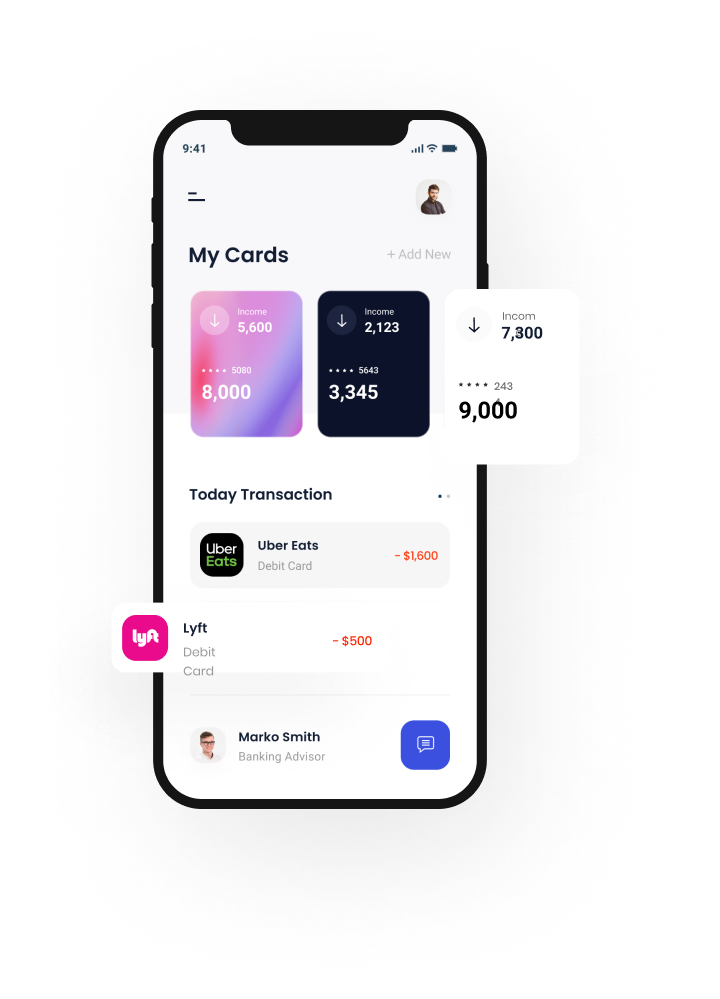 9:41
My Cards
+ Add New
Income
5,600
**** 5080
8,000
Income
2,123
**** 5643
3,345
Incom
7,300
**** 243
4
9,000
Today Transaction
Uber Eats
Uber Eats
Debit Card
- $1,600
lyft
Lyft
Debit
Card
- $500
Marko Smith
Banking Advisor